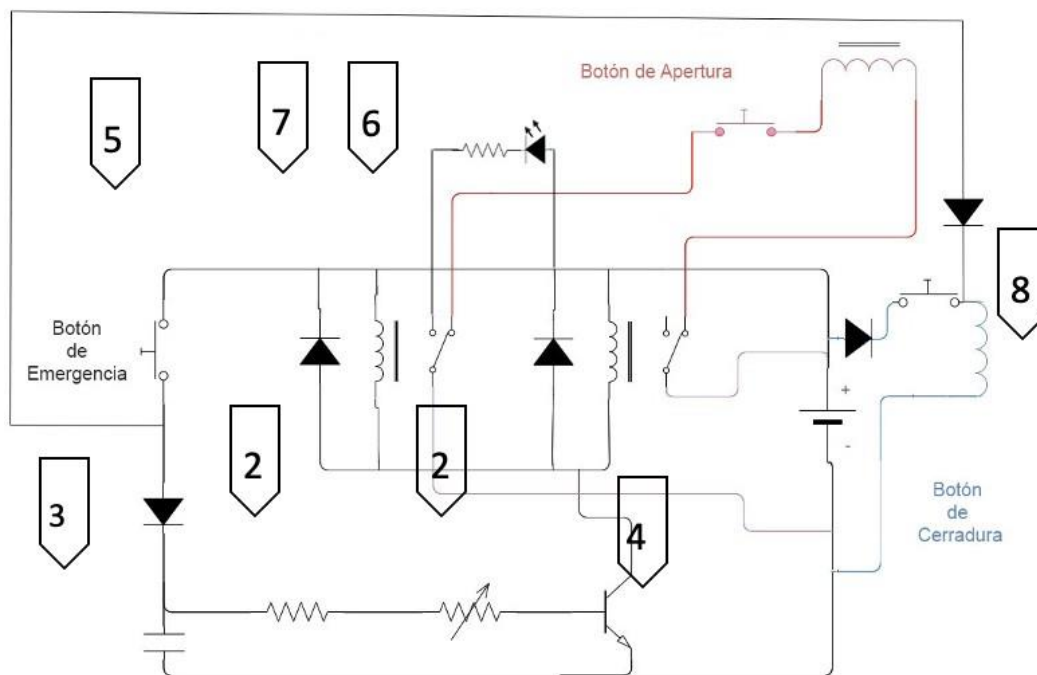 Botón de Apertura
5
7
6
8
Botón
de
Emergencia
+
-
2
2
3
4
Botón
de
Cerradura